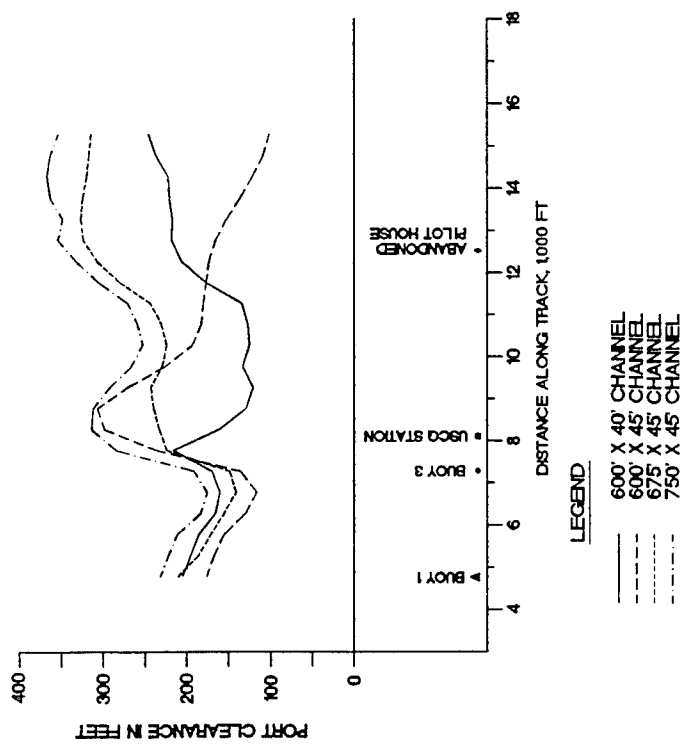 PORT CLEARANCE IN FEET
400
300
200
100
0
BUOY 1
BUOY 3
USCG STATION
ABANDONED
PILOT HOUSE
4
6
8
10
12
14
16
18
DISTANCE ALONG TRACK, 1,000 FT
LEGEND
600' X 40' CHANNEL
600' X 45' CHANNEL
675' X 45' CHANNEL
750' X 45' CHANNEL